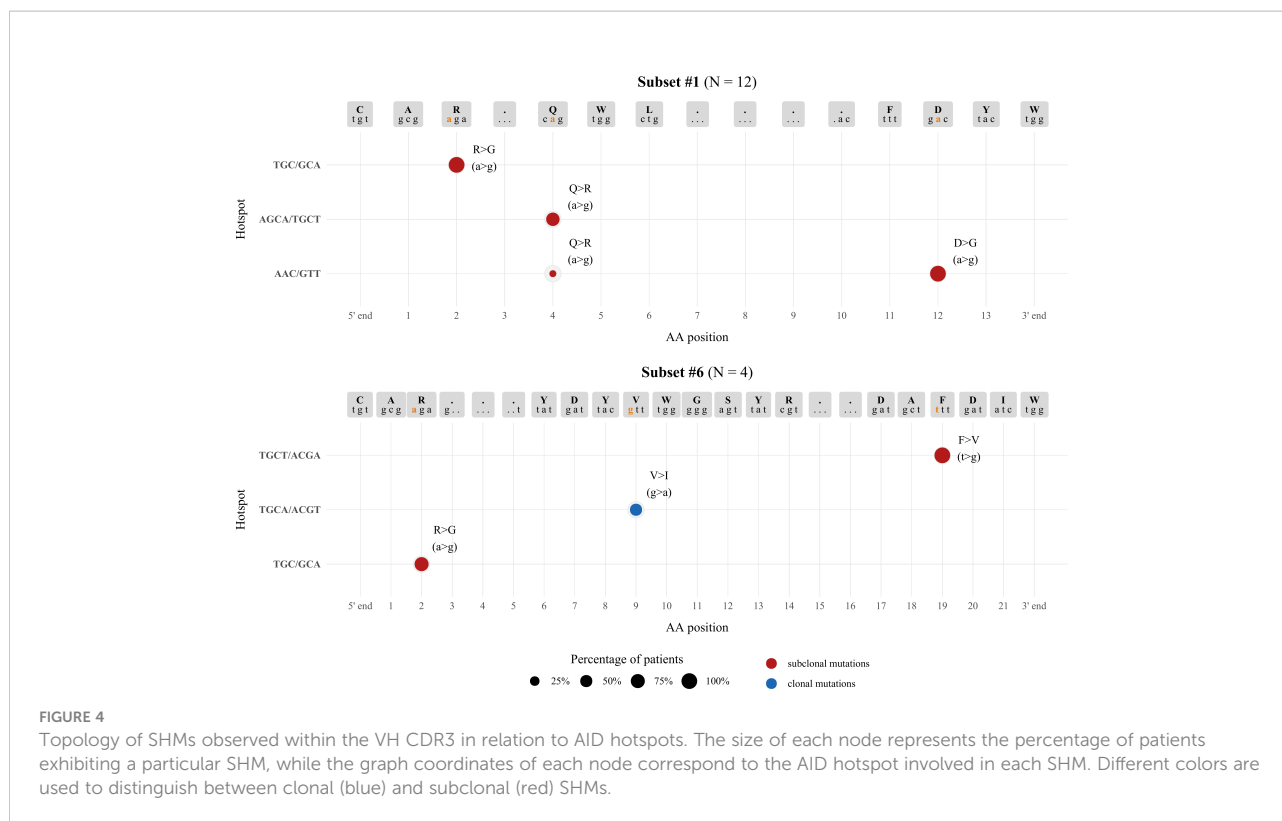 Subset #1 (N = 12)
C A R . Q W L . . . . F D Y W
tgt gcg aga ... cag tgg ctg ... ... ... .ac ttt gac tac tgg
R>G
TGC/GCA
(a>g)
Q>R
(a>g)
AGCA/TGCT
Hotspot
Q>R D>G
(a>g) (a>g)
AAC/GTT
5' end 1 2 3 4 5 6 7 8 9 10 11 12 13 3' end
AA position
Subset #6 (N = 4)
C A R . . . Y D Y V W G S Y R . . D A F D I W
tgt gcg aga g.. ... ..t tat gat tac gtt tgg ggg agt tat cgt ... ... gat gct ttt gat atc tgg
F>V
TGCT/ACGA
(t>g)
V>I
(g>a)
TGCA/ACGT
Hotspot
R>G
(a>g)
TGC/GCA
5' end 1 2 3 4 5 6 7 8 9 10 11 12 13 14 15 16 17 18 19 20 21 3' end
AA position
Percentage of patients
25% 50% 75% 100%
subclonal mutations
clonal mutations
FIGURE 4
Topology of SHMs observed within the VH CDR3 in relation to AID hotspots. The size of each node represents the percentage of patients
exhibiting a particular SHM, while the graph coordinates of each node correspond to the AID hotspot involved in each SHM. Different colors are
used to distinguish between clonal (blue) and subclonal (red) SHMs.